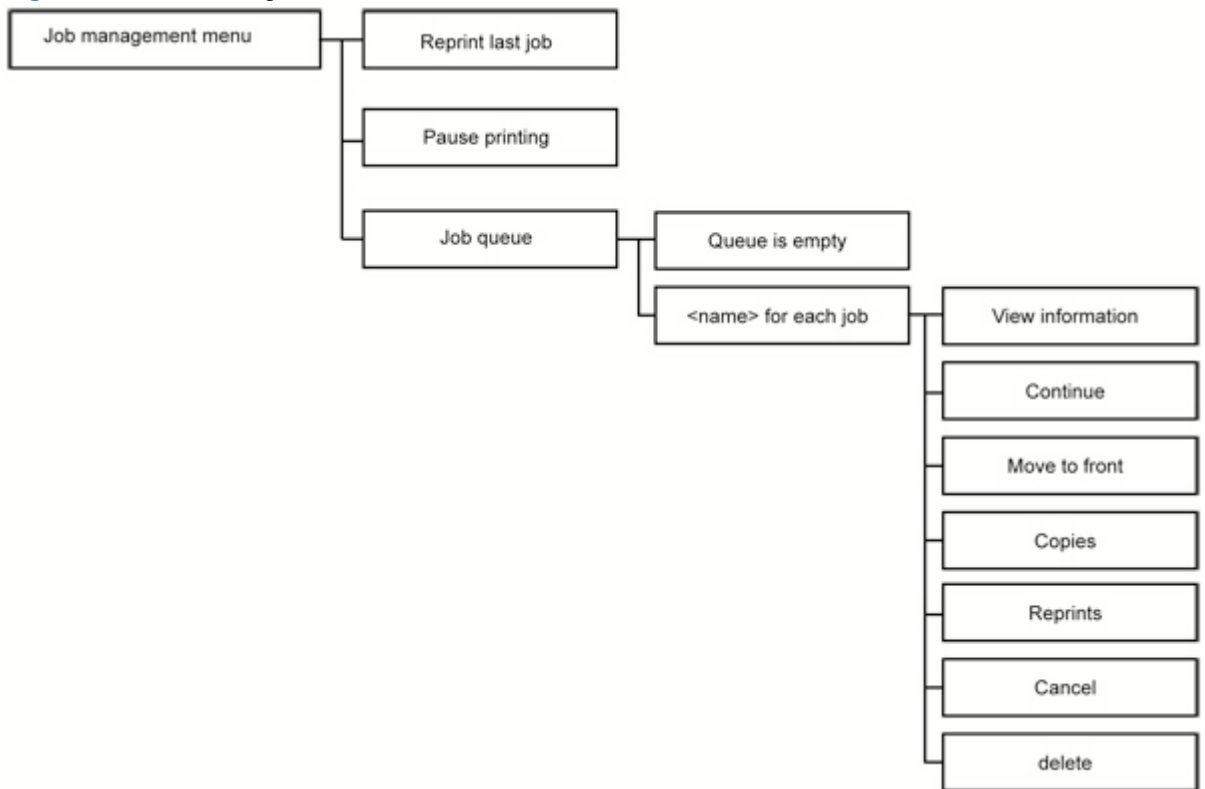 Job management menu
Reprint last job
Pause printing
Job queue
Queue is empty
<name> for each job
View information
Continue
Move to front
Copies
Reprints
Cancel
delete